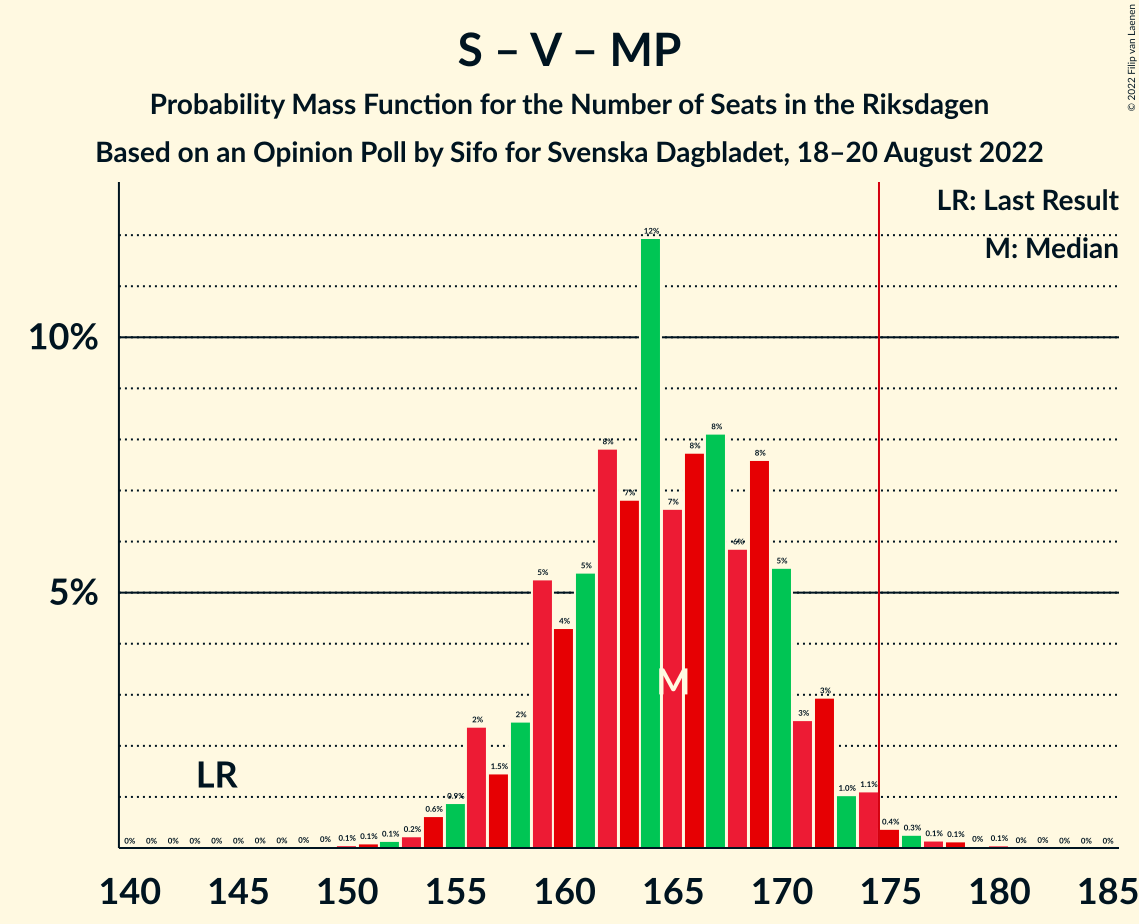 S – V – MP
Probability Mass Function for the Number of Seats in the Riksdagen
Based on an Opinion Poll by Sifo for Svenska Dagbladet, 18–20 August 2022
© 2022 Filip van Laenen
LR: Last Result
M: Median
10%
5%
LR
M
0% 0% 0% 0% 0% 0% 0% 0% 0% 0% 0.1% 0.1% 0.1% 0.2% 0.6% 0.9% 2% 1.5% 2% 5% 4% 5% 8% 7% 12% 7% 8% 8% 6% 8% 5% 3% 3% 1.0% 1.1% 0.4% 0.3% 0.1% 0.1% 0% 0.1% 0% 0% 0% 0% 0%
140 145 150 155 160 165 170 175 180 185